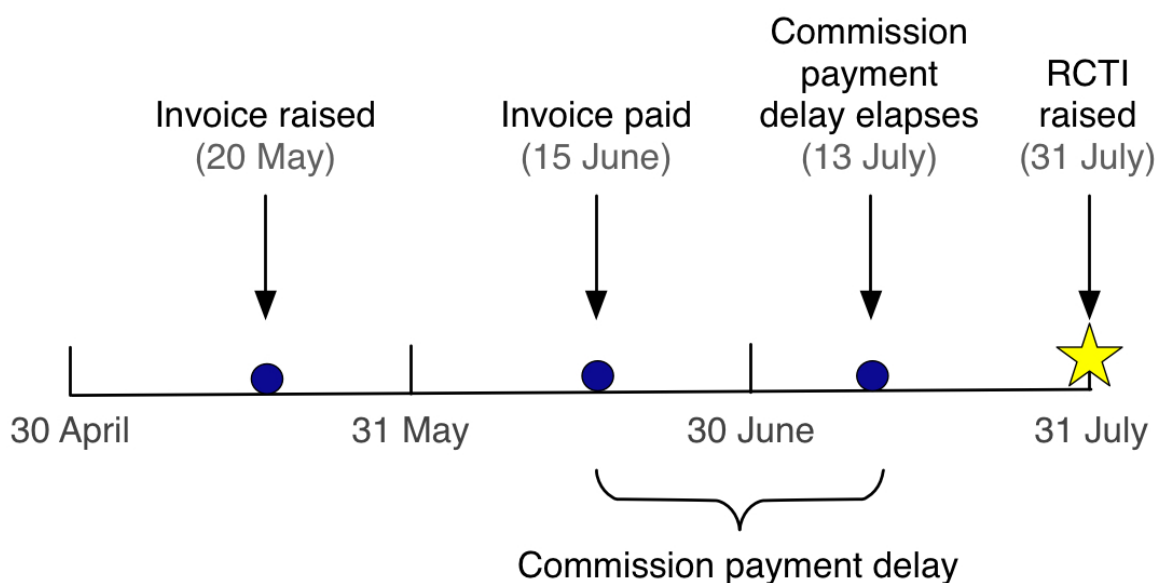 Invoice raised
(20 May)
Invoice paid
(15 June)
Commission
payment
delay elapses
(13 July)
RCTI
raised
(31 July)
30 April
31 May
30 June
31 July
Commission payment delay